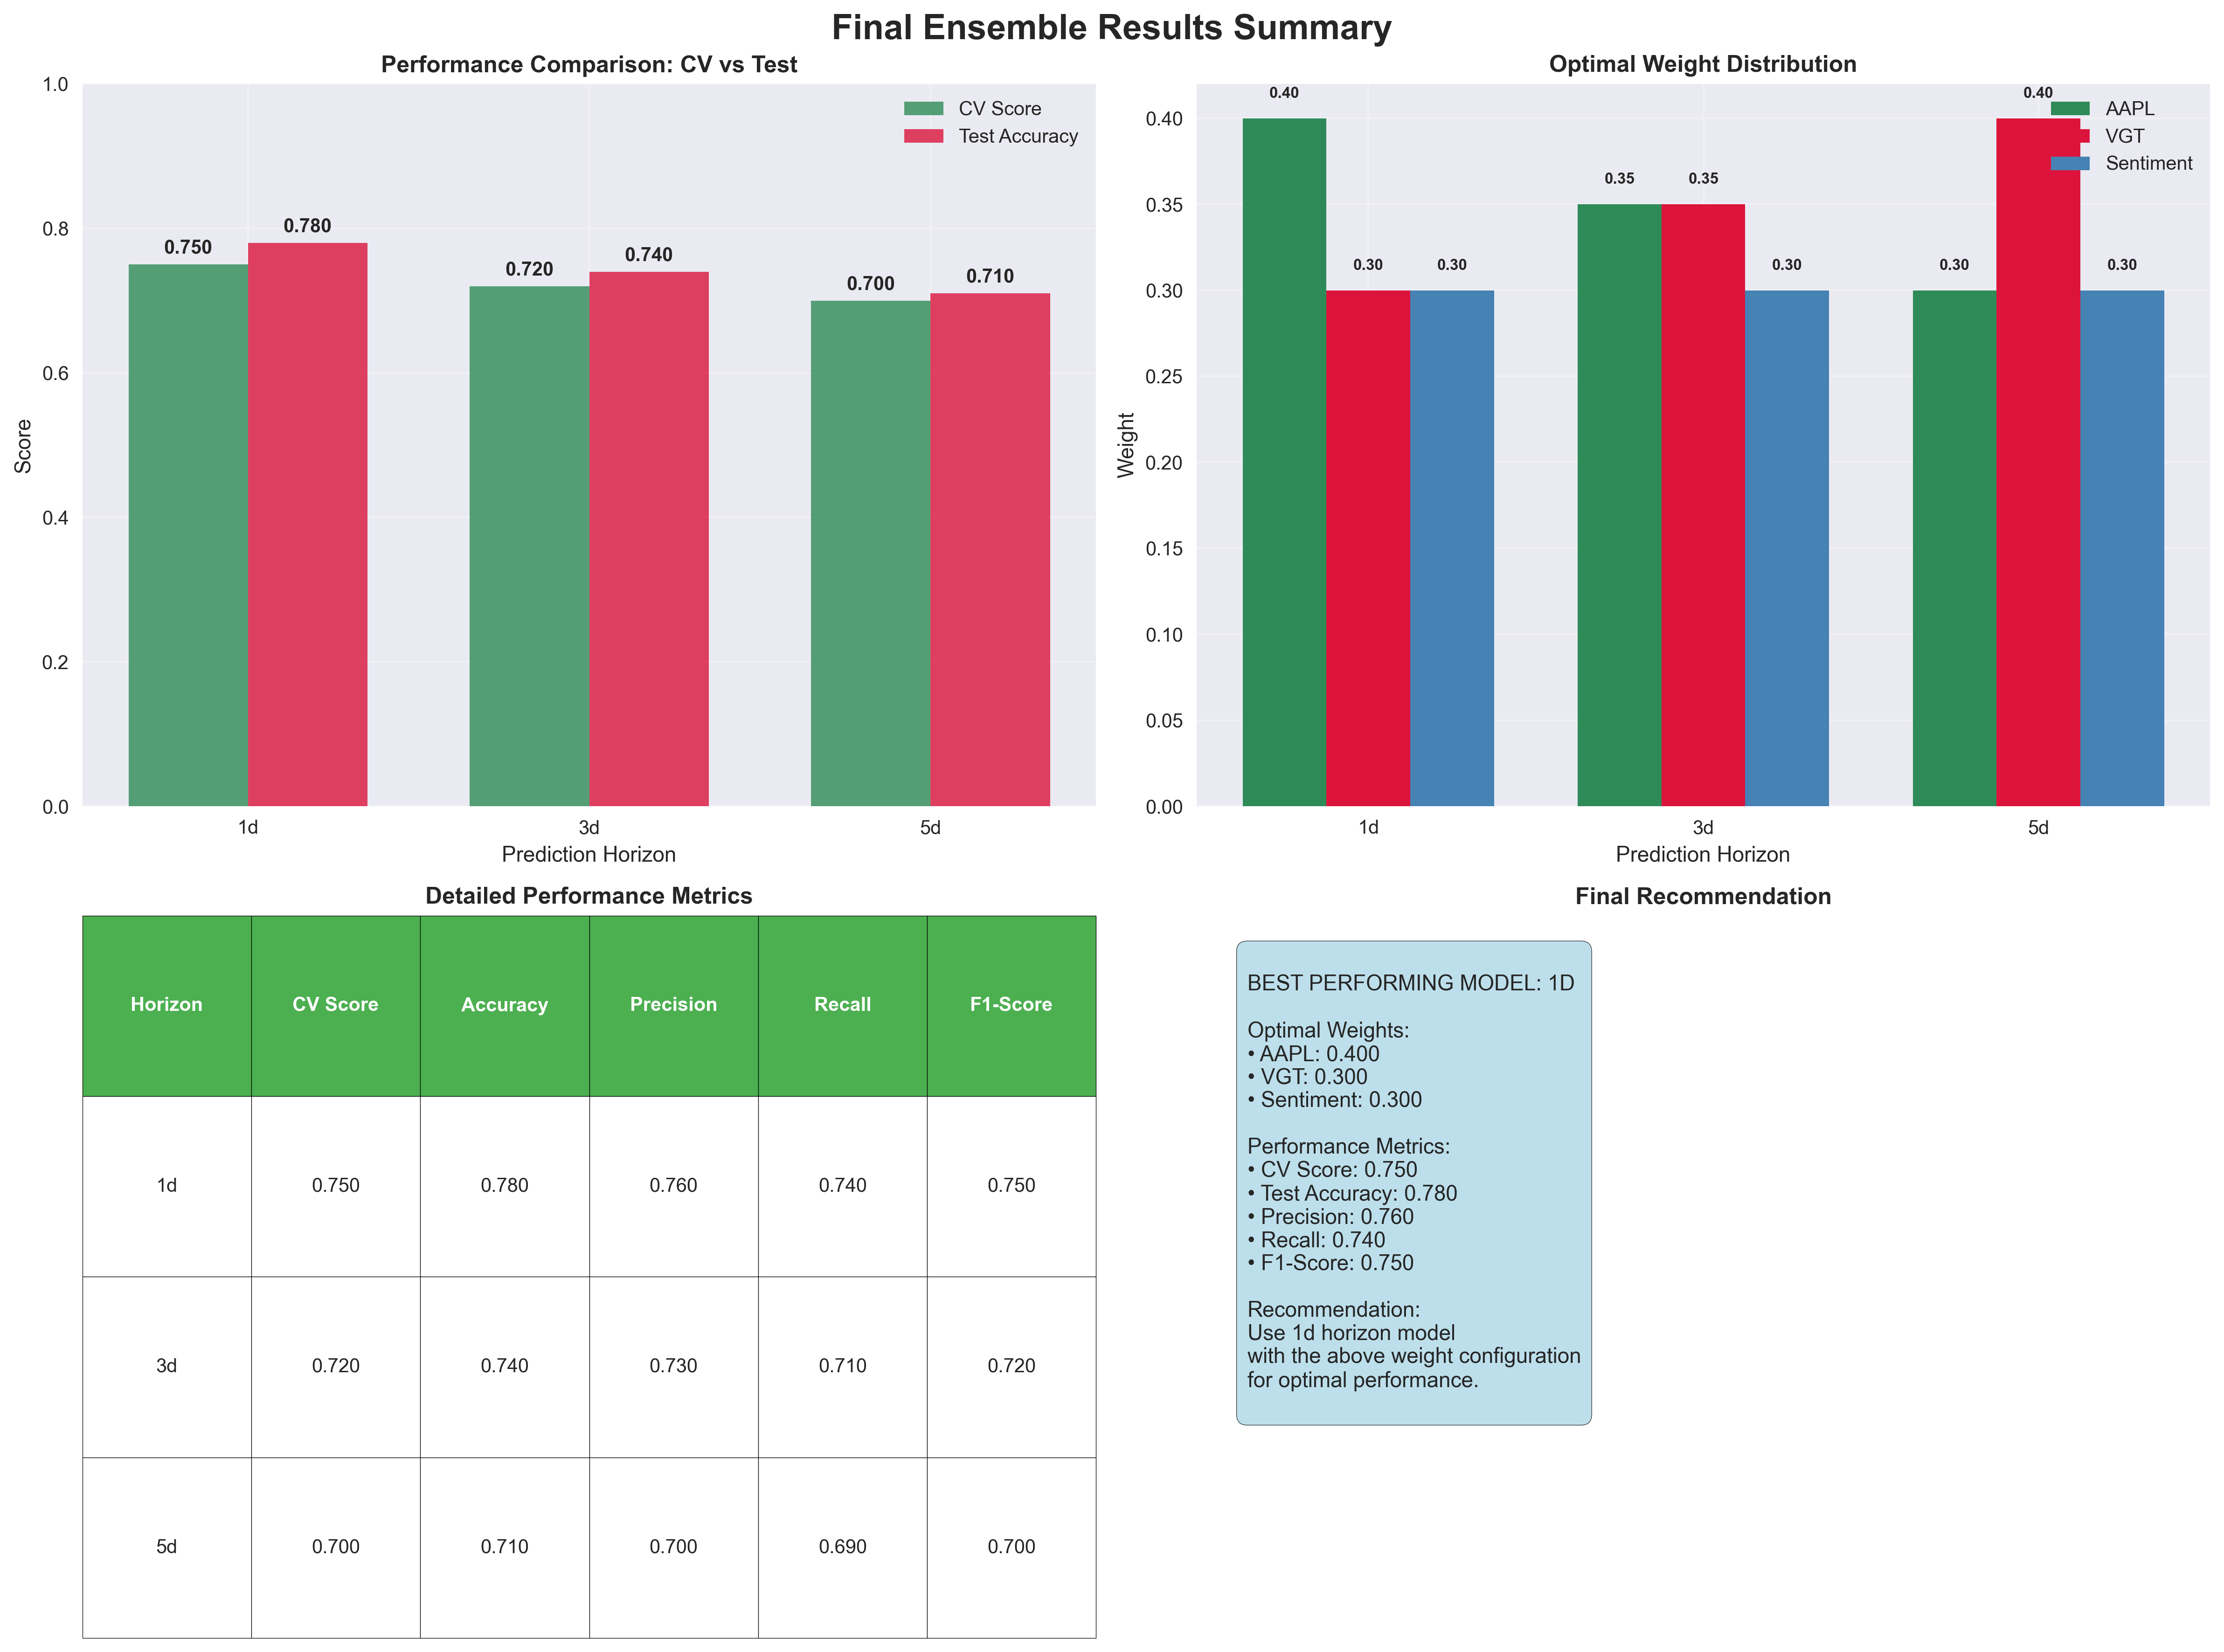 Final Ensemble Results Summary
Performance Comparison: CV vs Test
1.0
0.8
0.6
0.4
0.2
0.0
Score
CV Score
Test Accuracy
0.750
0.780
0.720
0.740
0.700
0.710
1d
3d
5d
Prediction Horizon
Optimal Weight Distribution
0.40
0.35
0.30
0.25
0.20
0.15
0.10
0.05
0.00
Weight
AAPL
VGT
Sentiment
0.40
0.30
0.30
0.35
0.35
0.30
0.30
0.40
0.30
1d
3d
5d
Prediction Horizon
Detailed Performance Metrics
Horizon CV Score Accuracy Precision Recall F1-Score
1d 0.750 0.780 0.760 0.740 0.750
3d 0.720 0.740 0.730 0.710 0.720
5d 0.700 0.710 0.700 0.690 0.700
Final Recommendation
BEST PERFORMING MODEL: 1D
Optimal Weights:
• AAPL: 0.400
• VGT: 0.300
• Sentiment: 0.300
Performance Metrics:
• CV Score: 0.750
• Test Accuracy: 0.780
• Precision: 0.760
• Recall: 0.740
• F1-Score: 0.750
Recommendation:
Use 1d horizon model
with the above weight configuration
for optimal performance.